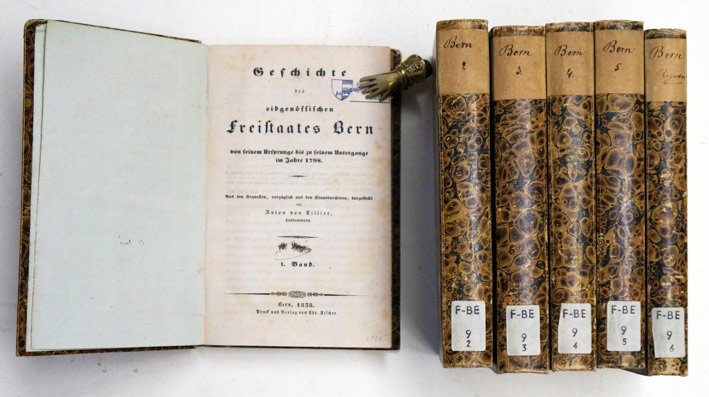 Geschichte
des
eidgenössischen
Freistaates Bern
von seinem Ursprunge bis zu seinem Untergange
im Jahre 1798.
Aus den Urquellen, vorzüglich aus den Staatsarchiven, dargestellt
von
Anton von Tillier,
Landammann.
I. Band.
Bern, 1838.
Druck und Verlag von Chr. Fischer.
Bern
2.
F-BE
9
2
Bern
3.
F-BE
9
3
Bern
4.
F-BE
9
4
Bern
5.
F-BE
9
5
Bern
Register
F-BE
9
6